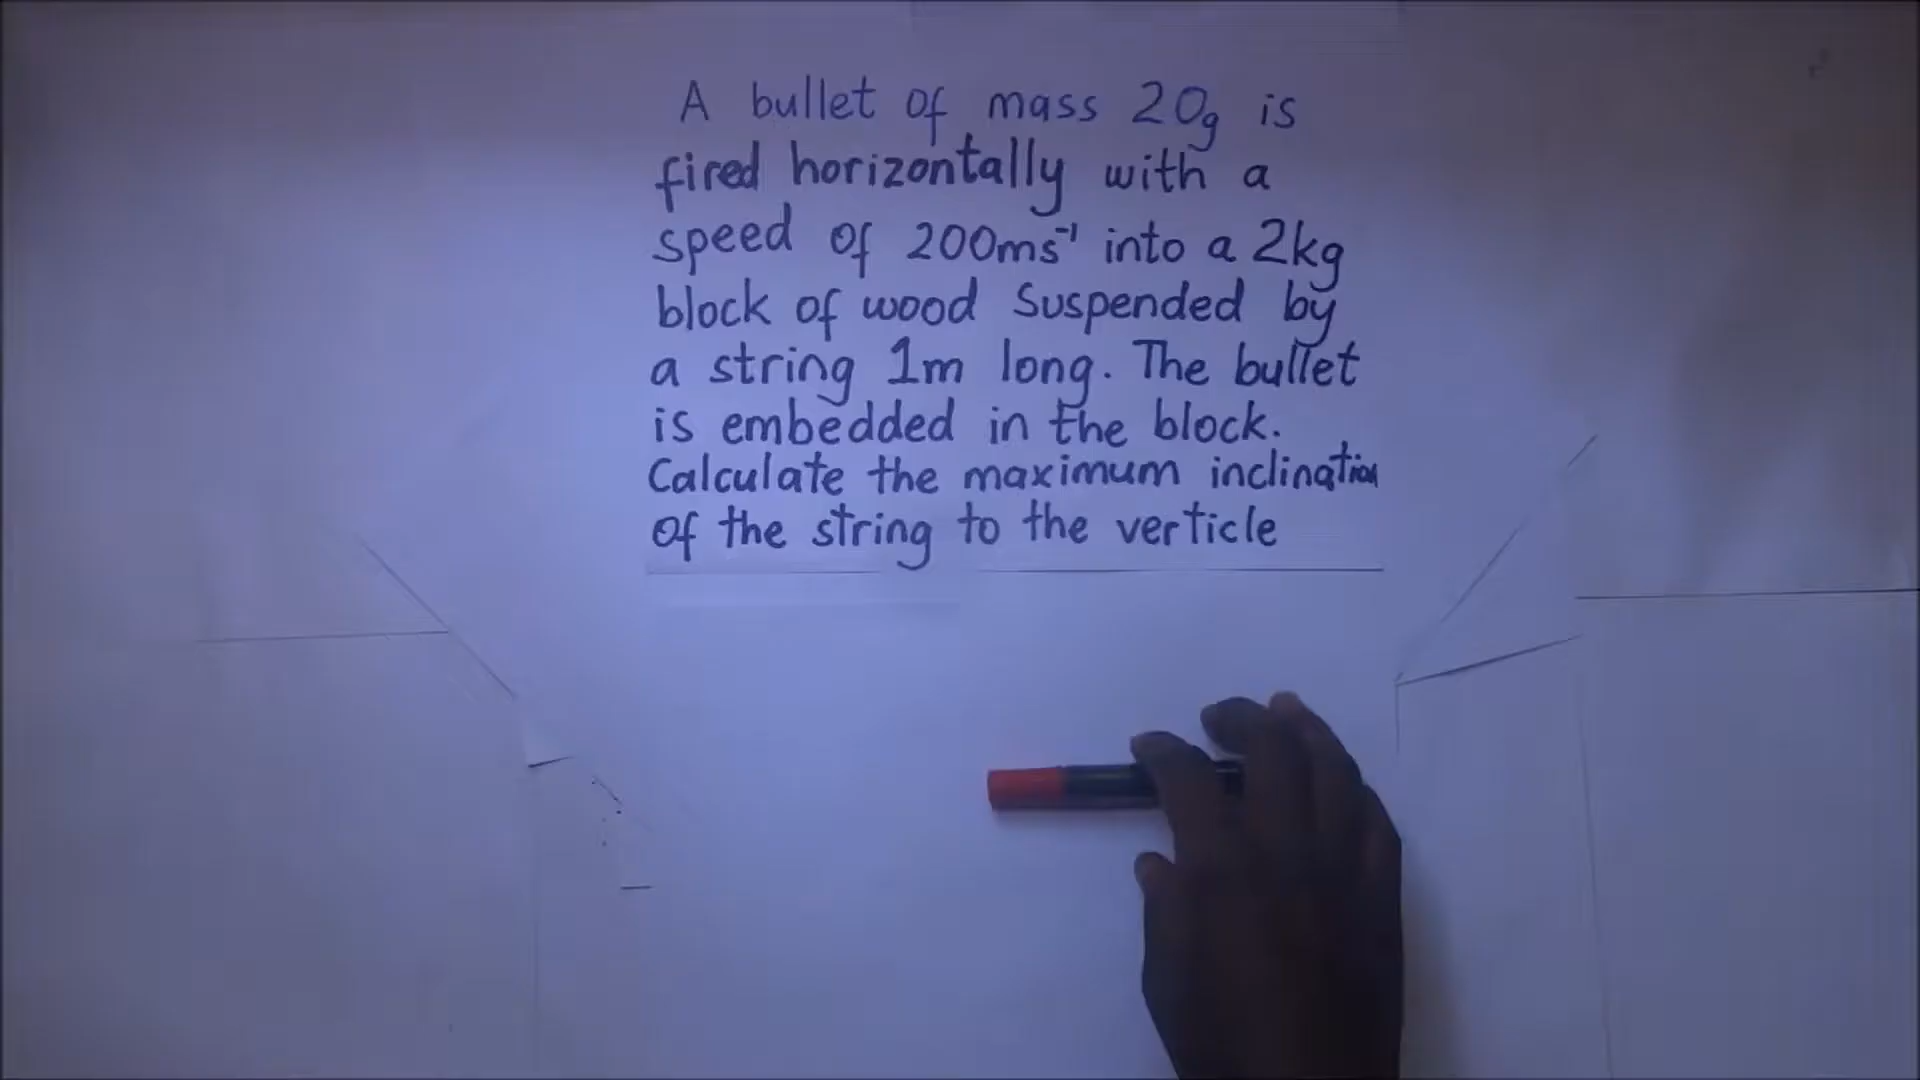 A bullet of mass 20g is
fired horizontally with a
speed of 200ms⁻¹ into a 2kg
block of wood Suspended by
a string 1m long. The bullet
is embedded in the block.
Calculate the maximum inclination
of the string to the verticle